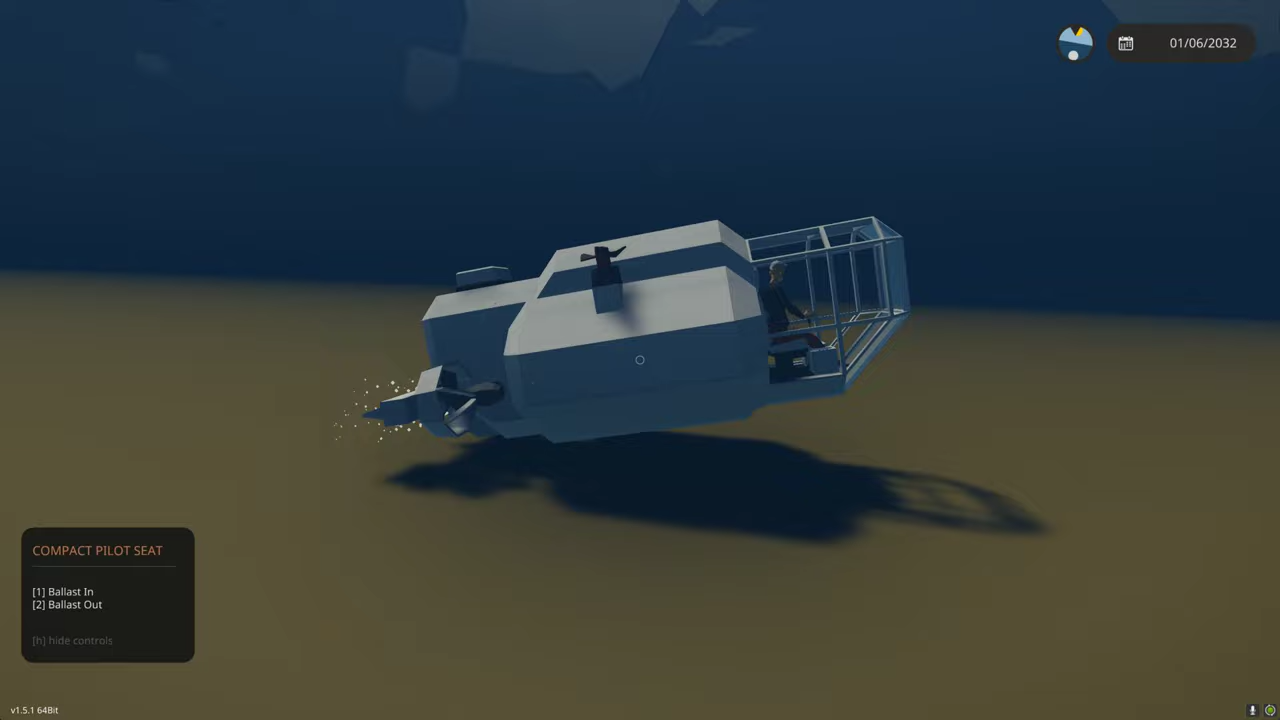 01/06/2032
COMPACT PILOT SEAT
[1] Ballast In
[2] Ballast Out
[h] hide controls
v1.5.1 64Bit